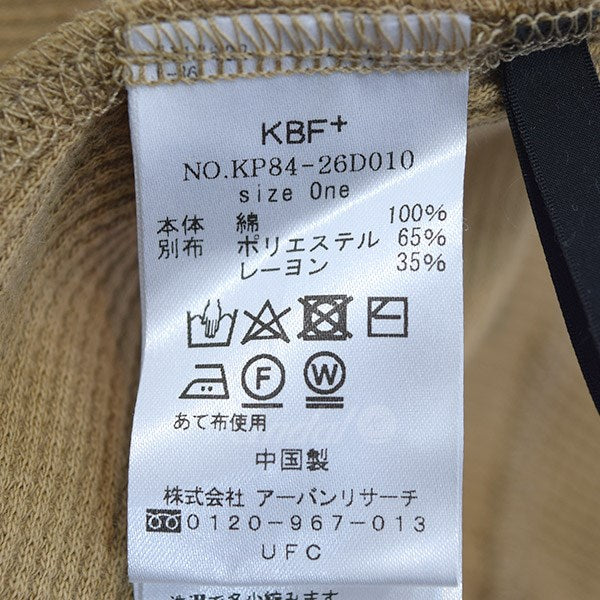 KBF+
NO.KP84-26D010
size One
本体 綿 100%
別布 ポリエステル 65%
レーヨン 35%
F W
あて布使用
中国製
株式会社 アーバンリサーチ
0120-967-013
UFC